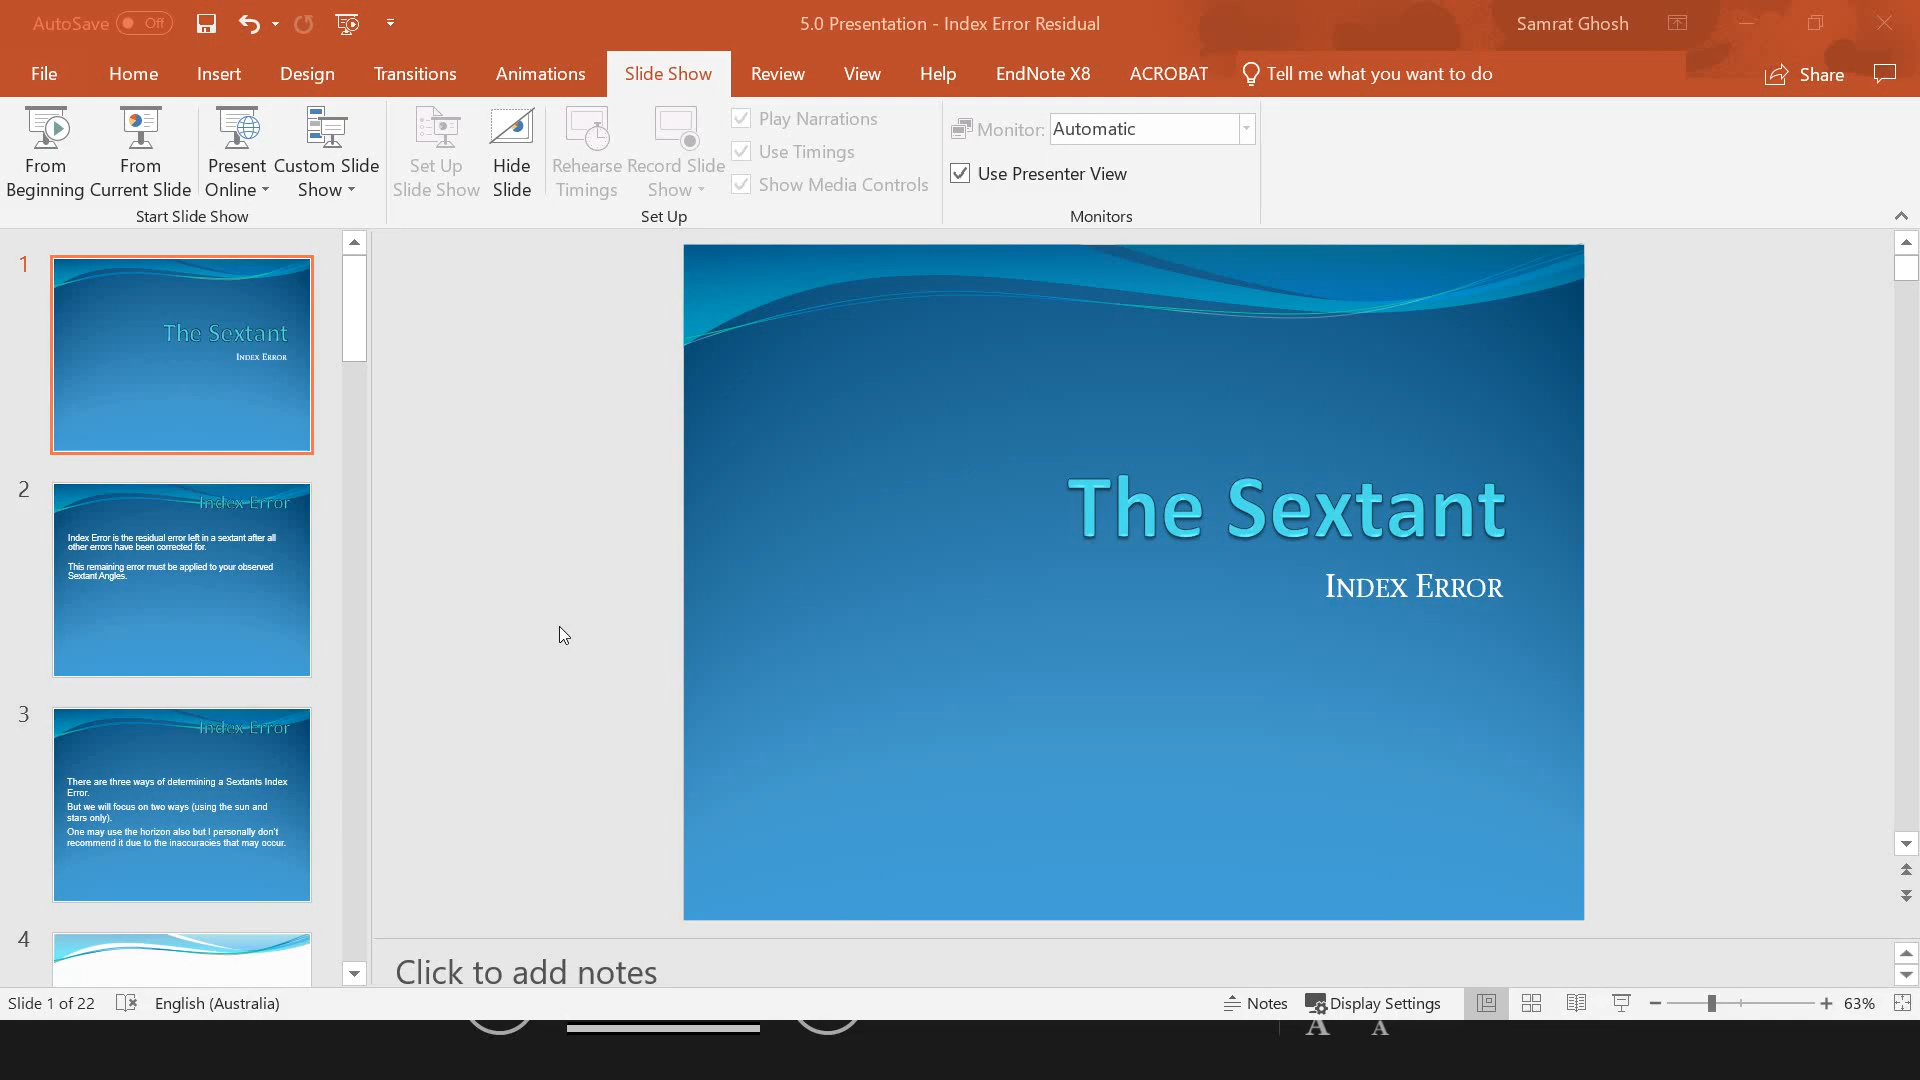 AutoSave Off
5.0 Presentation - Index Error Residual
Samrat Ghosh
File Home Insert Design Transitions Animations Slide Show Review View Help EndNote X8 ACROBAT Tell me what you want to do Share
From Beginning
From Current Slide
Present Online
Custom Slide Show
Start Slide Show
Set Up Slide Show
Hide Slide
Rehearse Timings
Record Slide Show
Play Narrations
Use Timings
Show Media Controls
Set Up
Monitor: Automatic
Use Presenter View
Monitors
1
The Sextant
INDEX ERROR
2
Index Error
Index Error is the residual error left in a sextant after all
other errors have been corrected for.
This remaining error must be applied to your observed
Sextant Angles.
3
Index Error
There are three ways of determining a Sextants Index
Error.
But we will focus on two ways (using the sun and
stars only).
One may use the horizon also but I personally don't
recommend it due to the inaccuracies that may occur.
4
The Sextant
INDEX ERROR
Click to add notes
Slide 1 of 22 English (Australia) Notes Display Settings 63%
A A